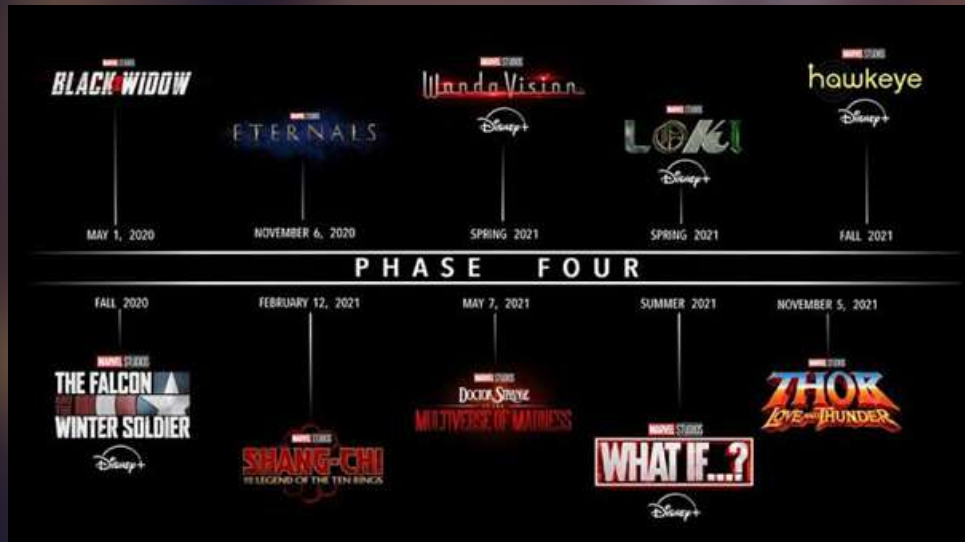 MARVEL STUDIOS
BLACK WIDOW
MAY 1, 2020
MARVEL STUDIOS
ETERNALS
NOVEMBER 6, 2020
MARVEL STUDIOS
WandaVision
Disney+
SPRING 2021
MARVEL STUDIOS
LOKI
Disney+
SPRING 2021
MARVEL STUDIOS
hawkeye
Disney+
FALL 2021
PHASE FOUR
FALL 2020
MARVEL STUDIOS
THE FALCON
WINTER SOLDIER
Disney+
FEBRUARY 12, 2021
MARVEL STUDIOS
SHANG-CHI
LEGEND OF THE TEN RINGS
MAY 7, 2021
MARVEL STUDIOS
DOCTOR STRANGE
MULTIVERSE OF MADNESS
SUMMER 2021
MARVEL STUDIOS
WHAT IF...?
Disney+
NOVEMBER 5, 2021
MARVEL STUDIOS
THOR
LOVE AND THUNDER